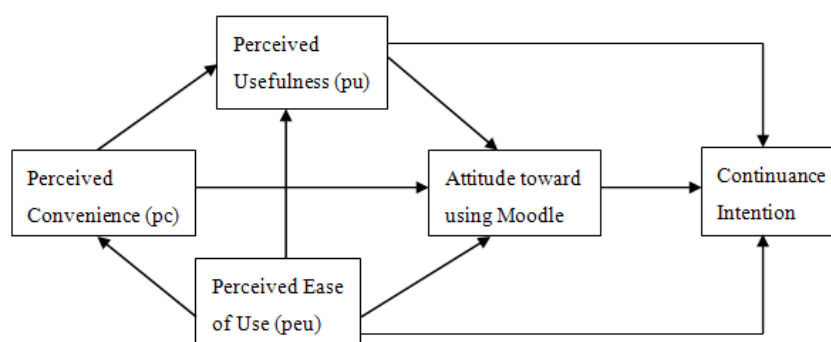 Perceived
Usefulness (pu)
Perceived
Convenience (pc)
Attitude toward
using Moodle
Continuance
Intention
Perceived Ease
of Use (peu)